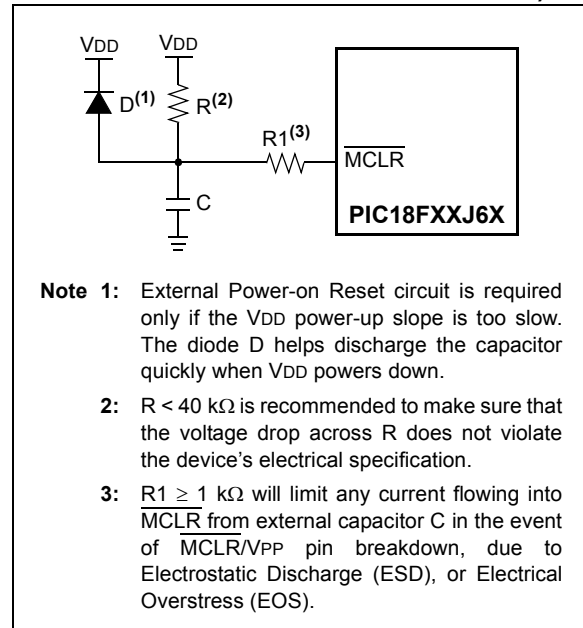 VDD VDD
D(1) R(2)
R1(3)
MCLR
C
PIC18FXXJ6X
Note 1: External Power-on Reset circuit is required
only if the VDD power-up slope is too slow.
The diode D helps discharge the capacitor
quickly when VDD powers down.
2: R < 40 kΩ is recommended to make sure that
the voltage drop across R does not violate
the device's electrical specification.
3: R1 ≥ 1 kΩ will limit any current flowing into
MCLR from external capacitor C in the event
of MCLR/VPP pin breakdown, due to
Electrostatic Discharge (ESD), or Electrical
Overstress (EOS).